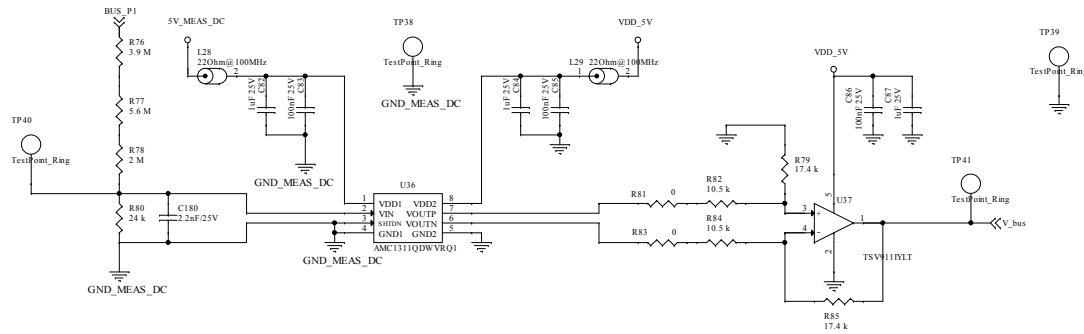 BUS_P1
R76
3.9 M
R77
5.6 M
R78
2 M
TP40
TestPoint_Ring
R80
24 k
C180
2.2nF/25V
GND_MEAS_DC
5V_MEAS_DC
L28
22Ohm@100MHz
1
2
1uF 25V
C82
100nF 25V
C83
GND_MEAS_DC
TP38
TestPoint_Ring
GND_MEAS_DC
VDD_5V
L29
22Ohm@100MHz
1
2
1uF 25V
C84
100nF 25V
C85
U36
1
2
3
4
VDD1
VIN
SHTDN
GND1
VDD2
VOUTP
VOUTN
GND2
8
7
6
5
AMC1311QDWVRQ1
GND_MEAS_DC
R81
0
R82
10.5 k
R83
0
R84
10.5 k
R79
17.4 k
VDD_5V
C86
100nF 25V
C87
1uF 25V
5
U37
3
+
4
−
1
2
TSV911IYLT
R85
17.4 k
TP41
TestPoint_Ring
V_bus
TP39
TestPoint_Ring